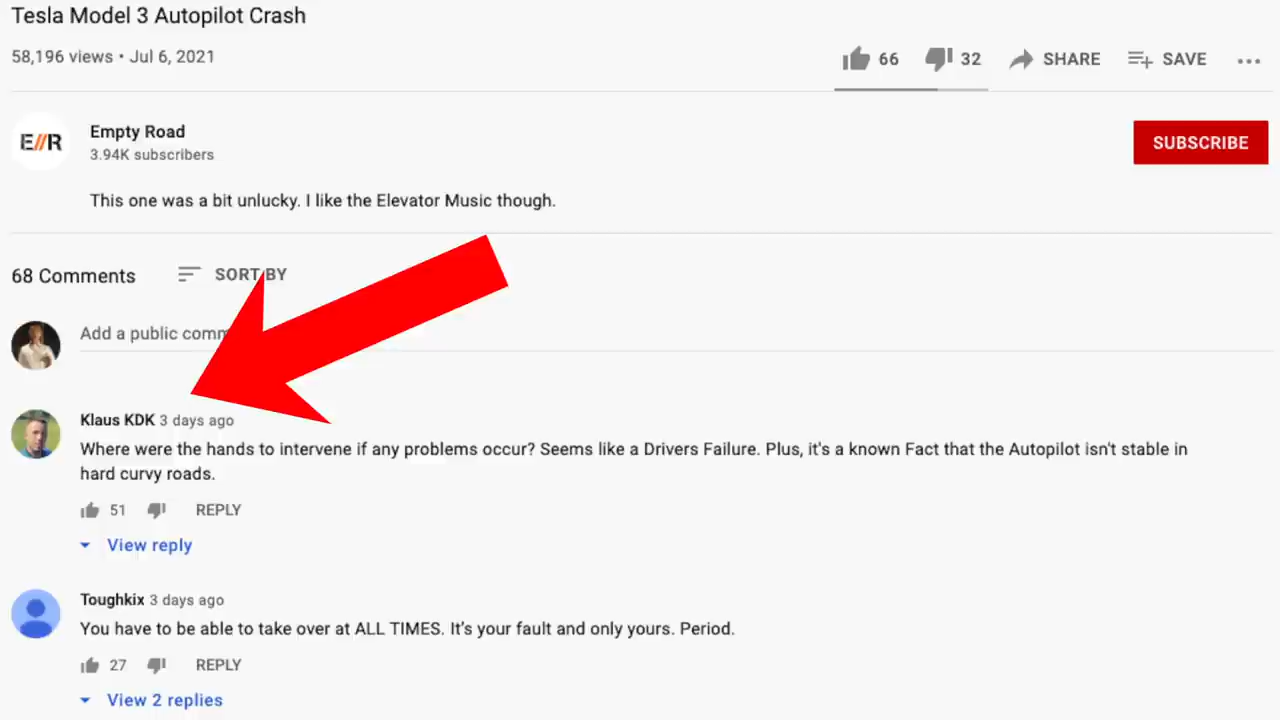 Tesla Model 3 Autopilot Crash
58,196 views • Jul 6, 2021
66 32 SHARE SAVE
E//R
Empty Road
3.94K subscribers
SUBSCRIBE
This one was a bit unlucky. I like the Elevator Music though.
68 Comments SORT BY
Add a public
Klaus KDK 3 days ago
Where were the hands to intervene if any problems occur? Seems like a Drivers Failure. Plus, it's a known Fact that the Autopilot isn't stable in
hard curvy roads.
51 REPLY
View reply
Toughkix 3 days ago
You have to be able to take over at ALL TIMES. It's your fault and only yours. Period.
27 REPLY
View 2 replies